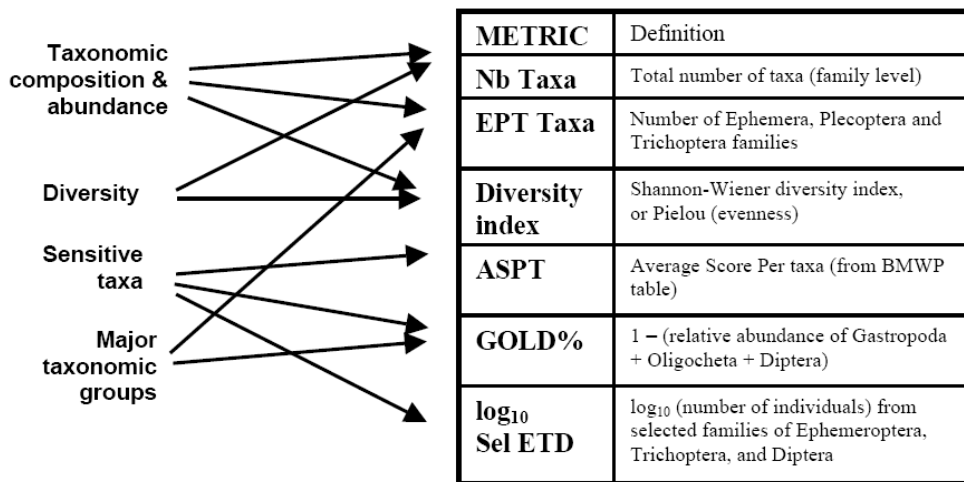 Taxonomic
composition &
abundance
Diversity
Sensitive
taxa
Major
taxonomic
groups
METRIC
Definition
Nb Taxa
Total number of taxa (family level)
EPT Taxa
Number of Ephemera, Plecoptera and
Trichoptera families
Diversity
index
Shannon-Wiener diversity index,
or Pielou (evenness)
ASPT
Average Score Per taxa (from BMWP
table)
GOLD%
1 – (relative abundance of Gastropoda
+ Oligocheta + Diptera)
log₁₀
Sel ETD
log₁₀ (number of individuals) from
selected families of Ephemeroptera,
Trichoptera, and Diptera